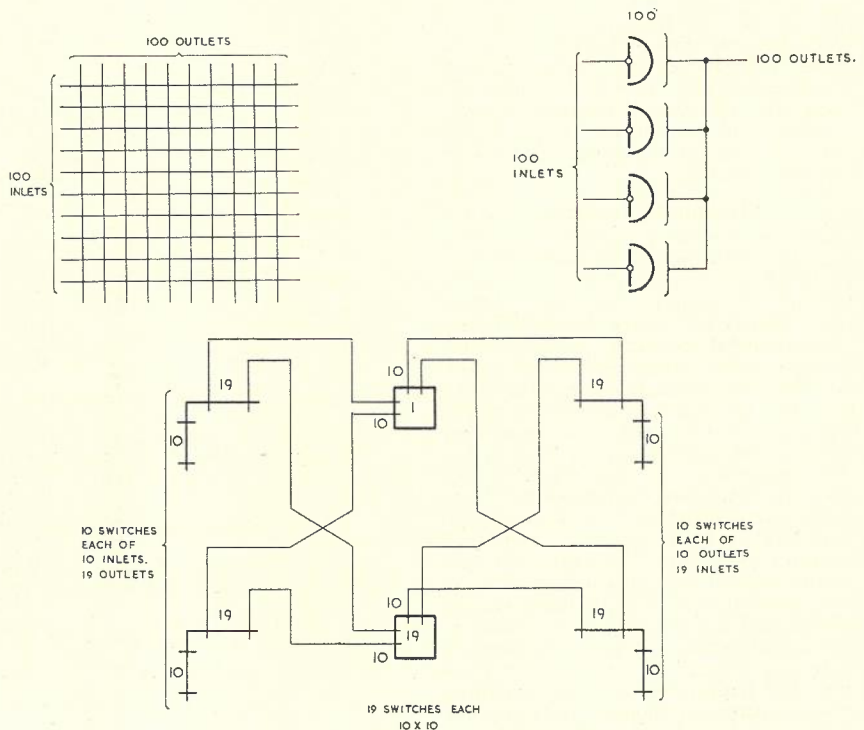 100 OUTLETS
100
INLETS
100
100 OUTLETS.
100
INLETS
19
10
10
1
10
19
10
10 SWITCHES
EACH OF
10 INLETS.
19 OUTLETS
10 SWITCHES
EACH OF
10 OUTLETS
19 INLETS
19
10
10
19
10
19
10
19 SWITCHES EACH
10 X 10